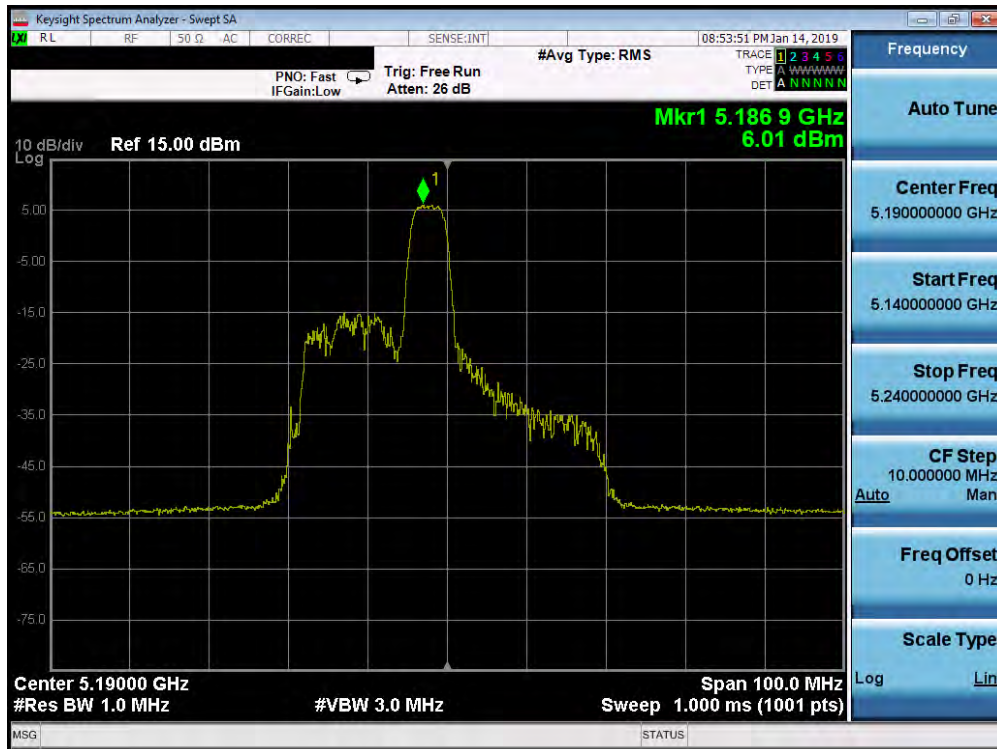 Keysight Spectrum Analyzer - Swept SA
LXI RL RF 50 Ω AC CORREC SENSE:INT 08:53:51 PM Jan 14, 2019
#Avg Type: RMS TRACE 1 2 3 4 5 6
PNO: Fast Trig: Free Run TYPE A WWWWW
IFGain:Low Atten: 26 dB DET A N N N N N
Mkr1 5.186 9 GHz
6.01 dBm
10 dB/div Ref 15.00 dBm
Log
1
5.00
-5.00
-15.0
-25.0
-35.0
-45.0
-55.0
-65.0
-75.0
Center 5.19000 GHz Span 100.0 MHz
#Res BW 1.0 MHz #VBW 3.0 MHz Sweep 1.000 ms (1001 pts)
MSG STATUS
Frequency
Auto Tune
Center Freq
5.190000000 GHz
Start Freq
5.140000000 GHz
Stop Freq
5.240000000 GHz
CF Step
10.000000 MHz
Auto Man
Freq Offset
0 Hz
Scale Type
Log Lin